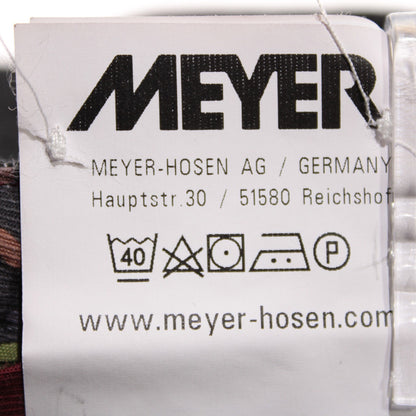 MEYER
MEYER-HOSEN AG / GERMANY
Hauptstr.30 / 51580 Reichshof
40 P
www.meyer-hosen.com